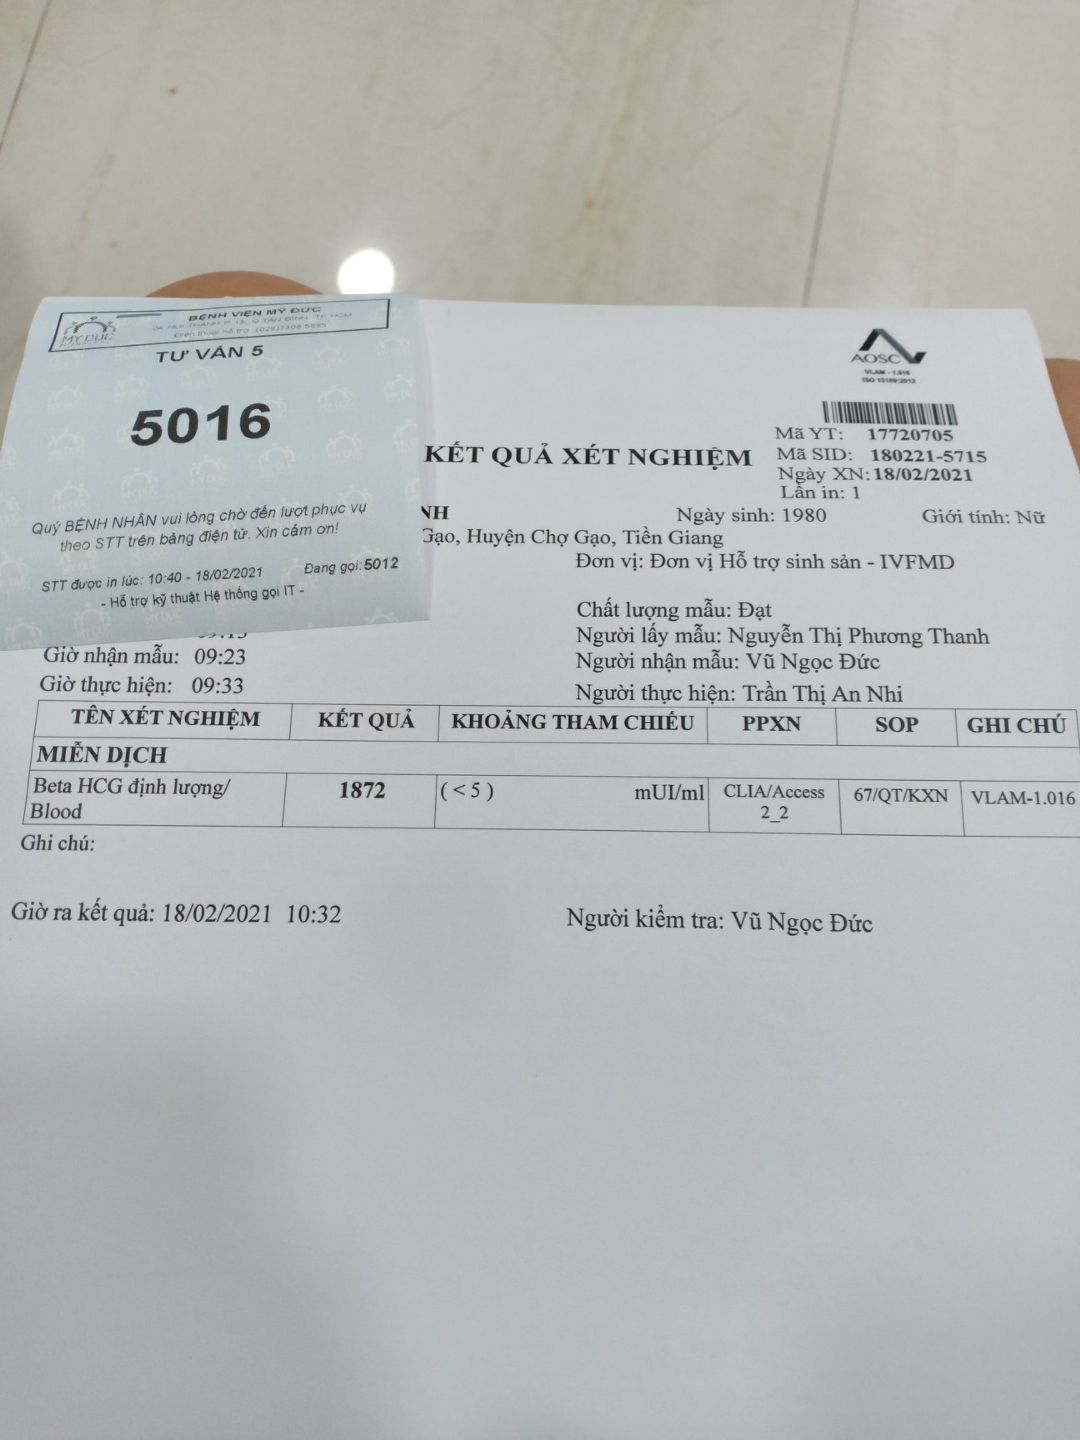 BỆNH VIỆN MỸ ĐỨC
MỸ ĐỨC
TƯ VẤN 5
5016
Quý BỆNH NHÂN vui lòng chờ đến lượt phục vụ
theo STT trên bảng điện tử. Xin cảm ơn!
STT được in lúc: 10:40 - 18/02/2021
Đang gọi:5012
- Hỗ trợ kỹ thuật Hệ thống gọi IT -
AOSC
VLAM - 1.016
ISO 15189:2012
KẾT QUẢ XÉT NGHIỆM
Mã YT: 17720705
Mã SID: 180221-5715
Ngày XN: 18/02/2021
Lần in: 1
NH
Ngày sinh: 1980
Giới tính: Nữ
Gạo, Huyện Chợ Gạo, Tiền Giang
Đơn vị: Đơn vị Hỗ trợ sinh sản - IVFMD
Chất lượng mẫu: Đạt
Người lấy mẫu: Nguyễn Thị Phương Thanh
Giờ nhận mẫu: 09:23
Người nhận mẫu: Vũ Ngọc Đức
Giờ thực hiện: 09:33
Người thực hiện: Trần Thị An Nhi
TÊN XÉT NGHIỆM KẾT QUẢ KHOẢNG THAM CHIẾU PPXN SOP GHI CHÚ
MIỄN DỊCH
Beta HCG định lượng/ 1872 ( < 5 ) mUI/ml CLIA/Access 67/QT/KXN VLAM-1.016
Blood 2_2
Ghi chú:
Giờ ra kết quả: 18/02/2021 10:32
Người kiểm tra: Vũ Ngọc Đức